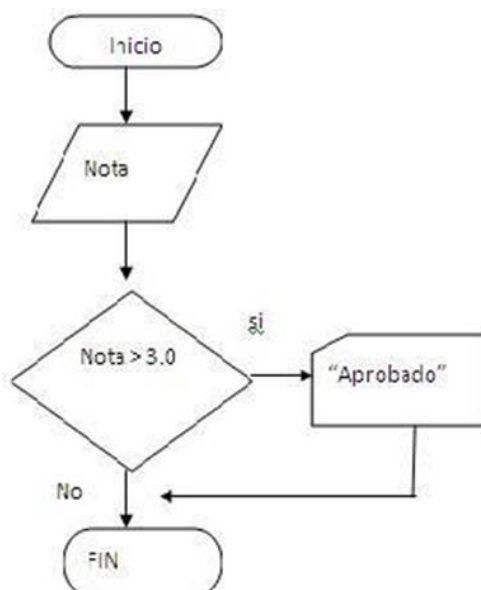 Inicio
Nota
si
Nota > 3.0
“Aprobado”
No
FIN